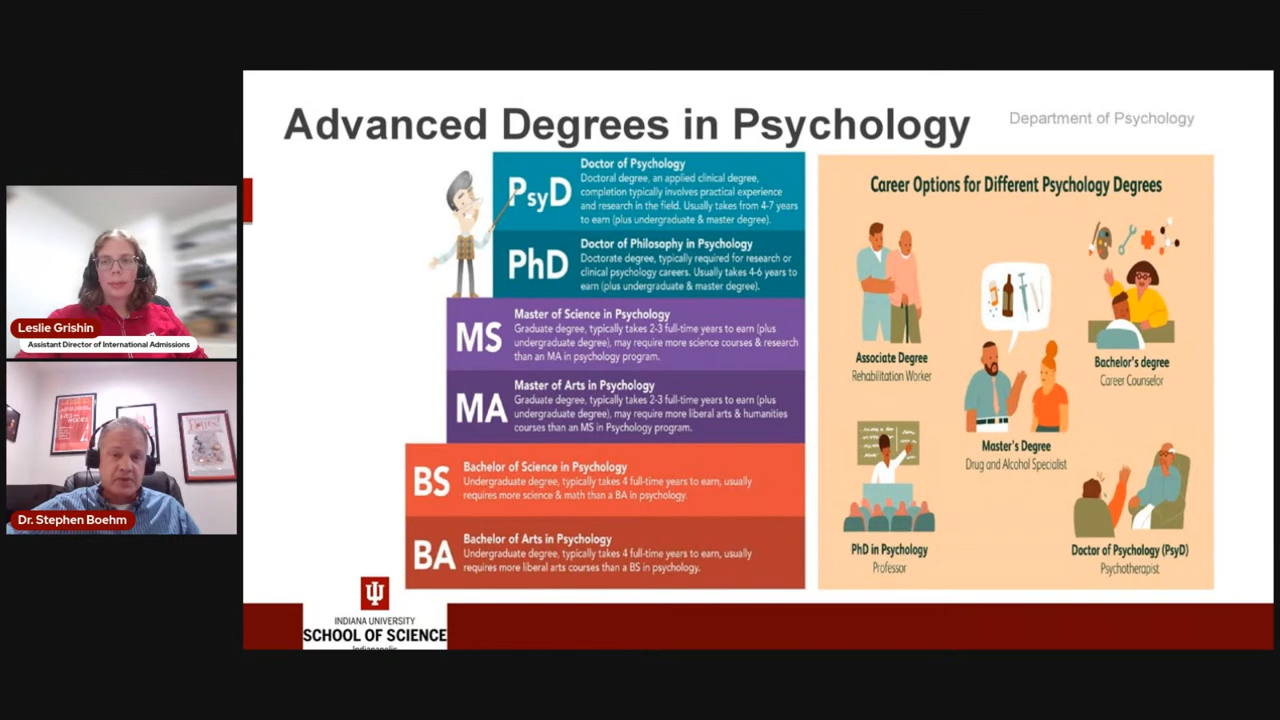 Advanced Degrees in Psychology
Department of Psychology
PsyD
Doctor of Psychology
Doctoral degree, an applied clinical degree,
completion typically involves practical experience
and research in the field. Usually takes from 4-7 years
to earn (plus undergraduate & master degree).
PhD
Doctor of Philosophy in Psychology
Doctorate degree, typically required for research or
clinical psychology careers. Usually takes 4-6 years to
earn (plus undergraduate & master degree).
MS
Master of Science in Psychology
Graduate degree, typically takes 2-3 full-time years to earn (plus
undergraduate degree), may require more science courses & research
than an MA in psychology program.
MA
Master of Arts in Psychology
Graduate degree, typically takes 2-3 full-time years to earn (plus
undergraduate degree), may require more liberal arts & humanities
courses than an MS in Psychology program.
BS
Bachelor of Science in Psychology
Undergraduate degree, typically takes 4 full-time years to earn, usually
requires more science & math than a BA in psychology.
BA
Bachelor of Arts in Psychology
Undergraduate degree, typically takes 4 full-time years to earn, usually
requires more liberal arts courses than a BS in psychology.
Career Options for Different Psychology Degrees
Associate Degree
Rehabilitation Worker
Bachelor's degree
Career Counselor
Master's Degree
Drug and Alcohol Specialist
PhD in Psychology
Professor
Doctor of Psychology (PsyD)
Psychotherapist
INDIANA UNIVERSITY
SCHOOL OF SCIENCE
Indianapolis
Leslie Grishin
Assistant Director of International Admissions
Dr. Stephen Boehm